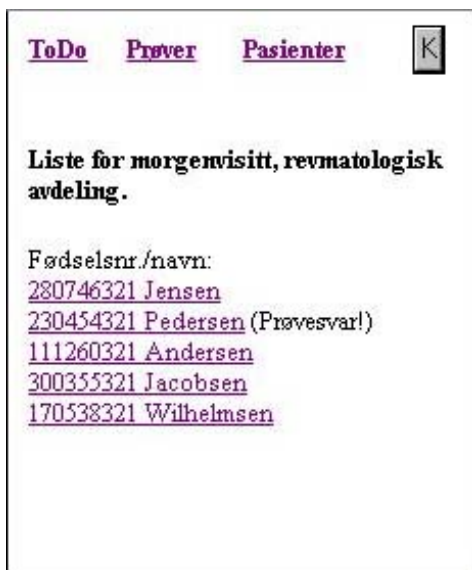 ToDo Prøver Pasienter K
Liste for morgenvisitt, revmatologisk
avdeling.
Fødselsnr./navn:
280746321 Jensen
230454321 Pedersen (Prøvesvar!)
111260321 Andersen
300355321 Jacobsen
170538321 Wilhelmsen